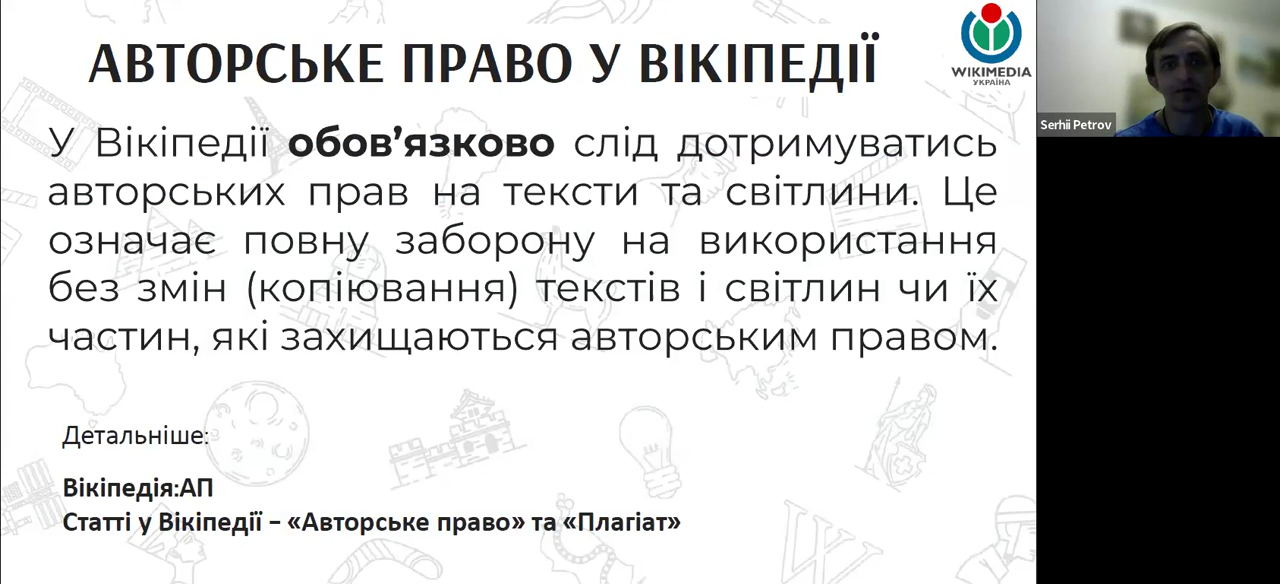 АВТОРСЬКЕ ПРАВО У ВІКІПЕДІЇ
WIKIMEDIA
УКРАЇНА
Serhii Petrov
У Вікіпедії обов’язково слід дотримуватись
авторських прав на тексти та світлини. Це
означає повну заборону на використання
без змін (копіювання) текстів і світлин чи їх
частин, які захищаються авторським правом.
Детальніше:
Вікіпедія:АП
Статті у Вікіпедії – «Авторське право» та «Плагіат»